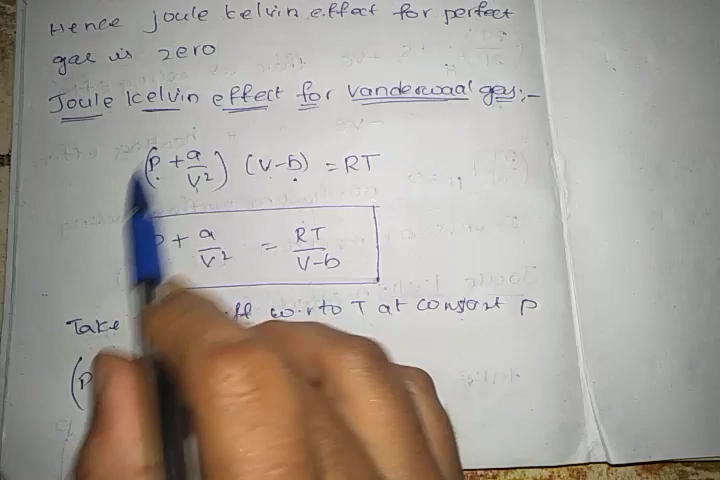 Hence joule kelvin effect for perfect
gas is zero
Joule Kelvin effect for Vanderwaal gas:-
(P + a/V²) (V-b) = RT
+ a/V² = RT/V-b
Take w.r.to T at constant P
(P